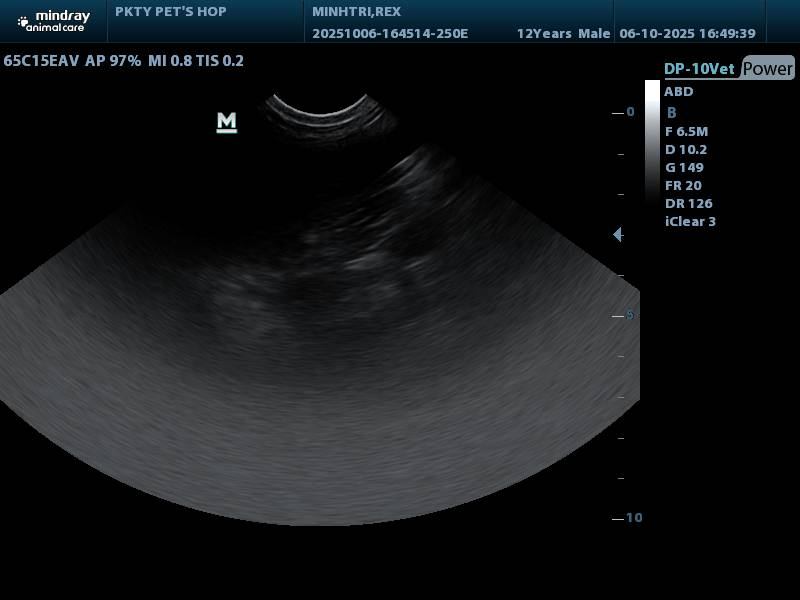 mindray
animal care
PKTY PET'S HOP
MINHTRI,REX
20251006-164514-250E 12Years Male 06-10-2025 16:49:39
65C15EAV AP 97% MI 0.8 TIS 0.2
DP-10Vet Power
M
ABD
B
F 6.5M
D 10.2
G 149
FR 20
DR 126
iClear 3
0
5
10